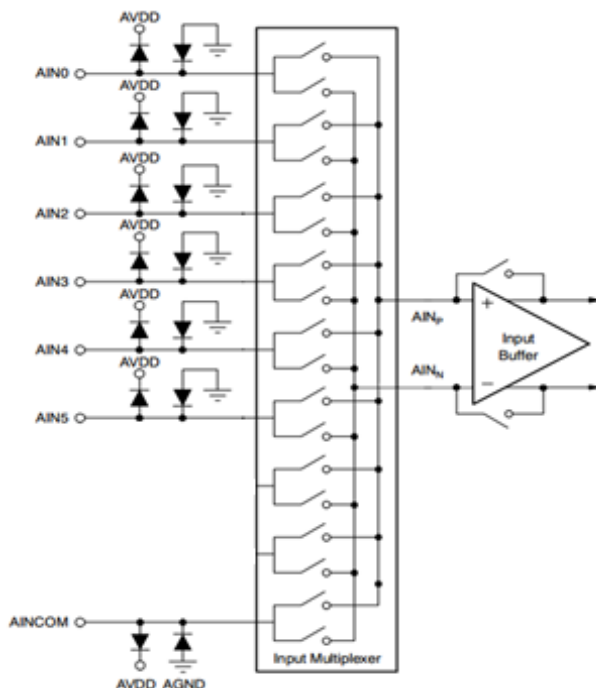 AVDD
AIN0
AVDD
AIN1
AVDD
AIN2
AVDD
AIN3
AVDD
AIN4
AVDD
AIN5
AINCOM
AVDD AGND
Input Multiplexer
AINP
AINN
+
Input
Buffer
−